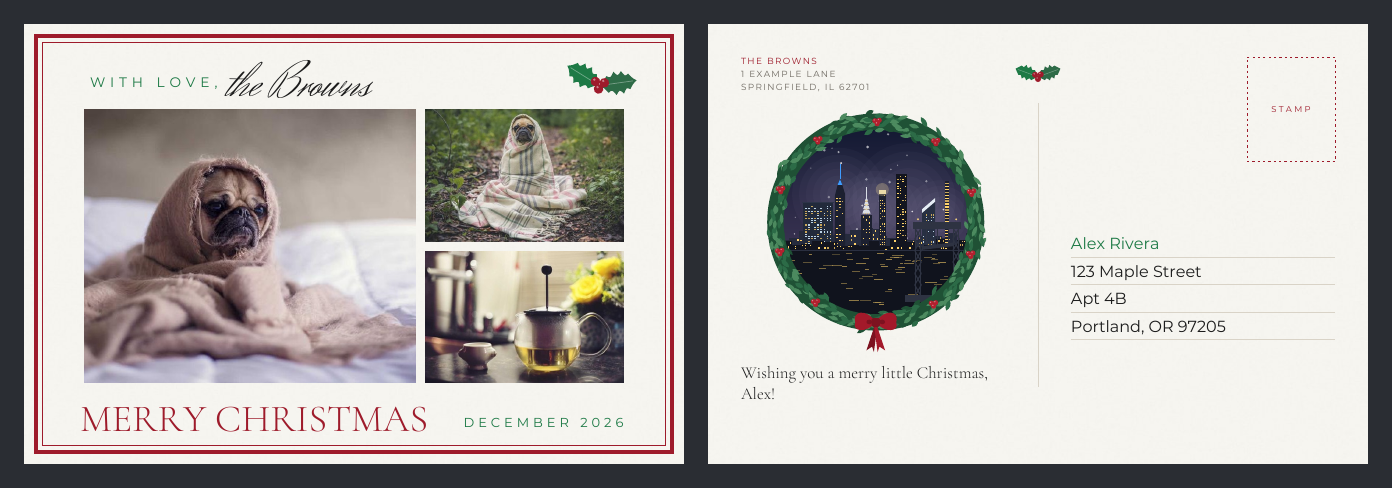 WITH LOVE, the Browns
MERRY CHRISTMAS
DECEMBER 2026
THE BROWNS
1 EXAMPLE LANE
SPRINGFIELD, IL 62701
STAMP
Alex Rivera
123 Maple Street
Apt 4B
Portland, OR 97205
Wishing you a merry little Christmas,
Alex!